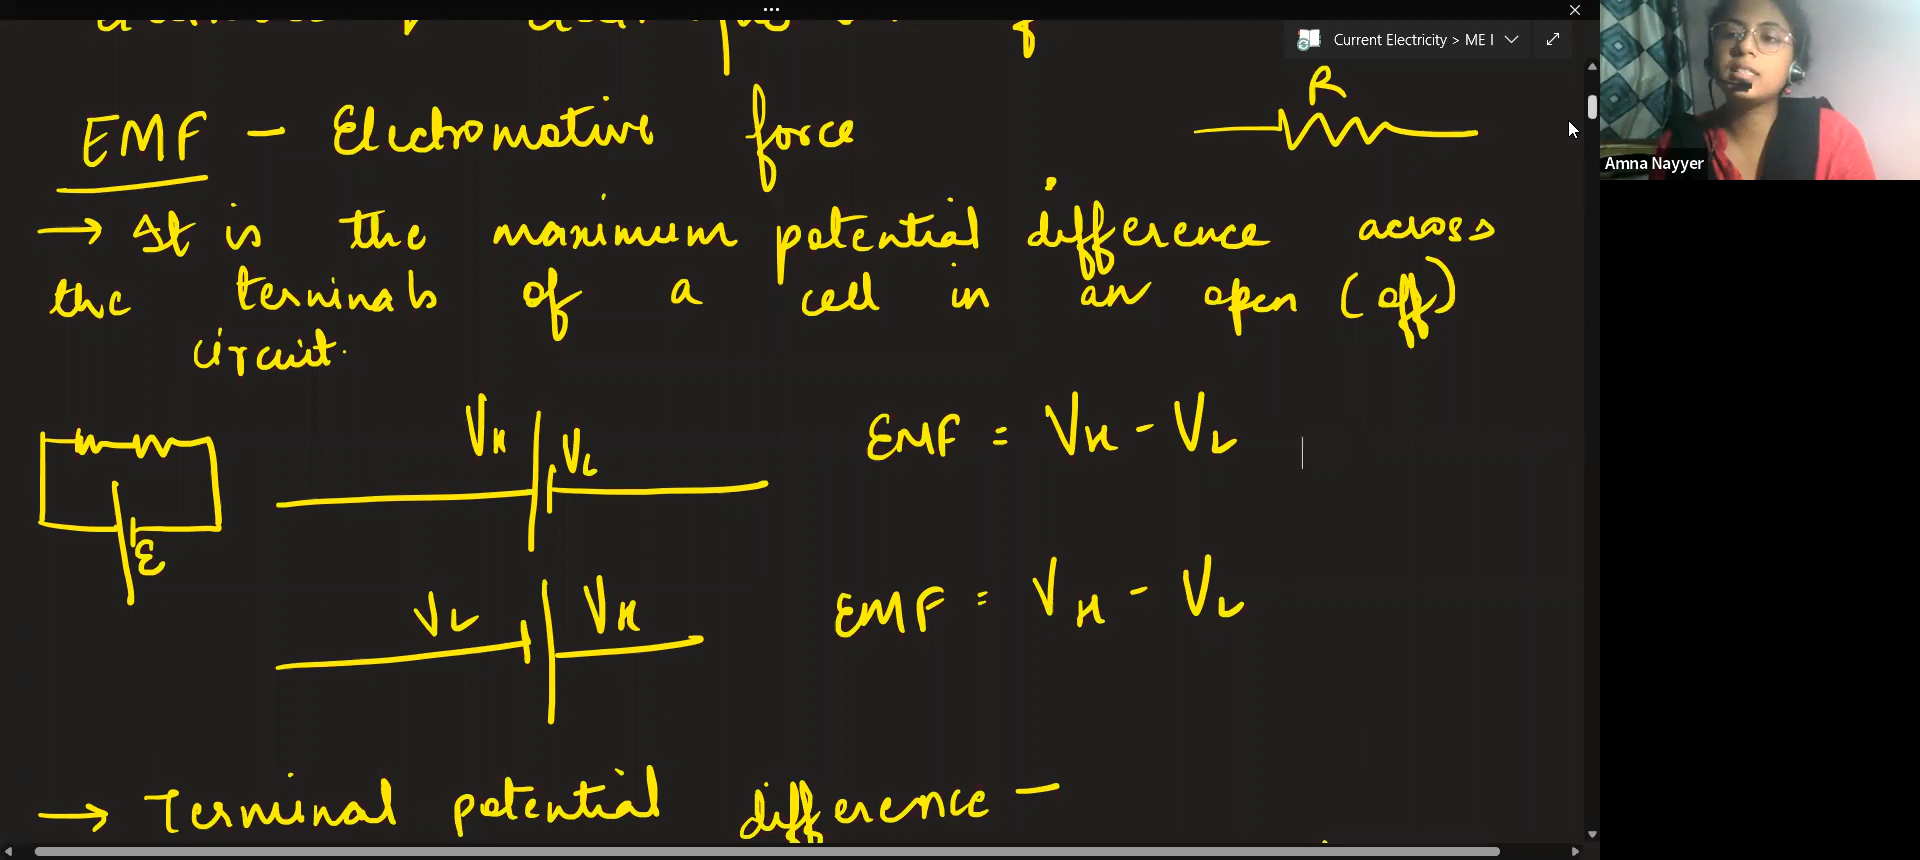 Current Electricity > ME I
R
EMF - Electromotive force
Amna Nayyer
→ It is the maximum potential difference across
the terminals of a cell in an open (off)
circuit.
VH VL EMF = VH - VL
ε
VL VH EMF = VH - VL
→ Terminal potential difference -